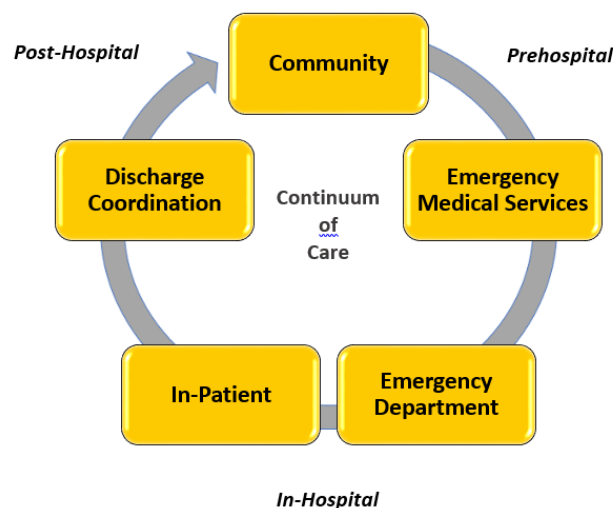 Post-Hospital
Community
Prehospital
Discharge
Coordination
Continuum
of
Care
Emergency
Medical Services
In-Patient
Emergency
Department
In-Hospital